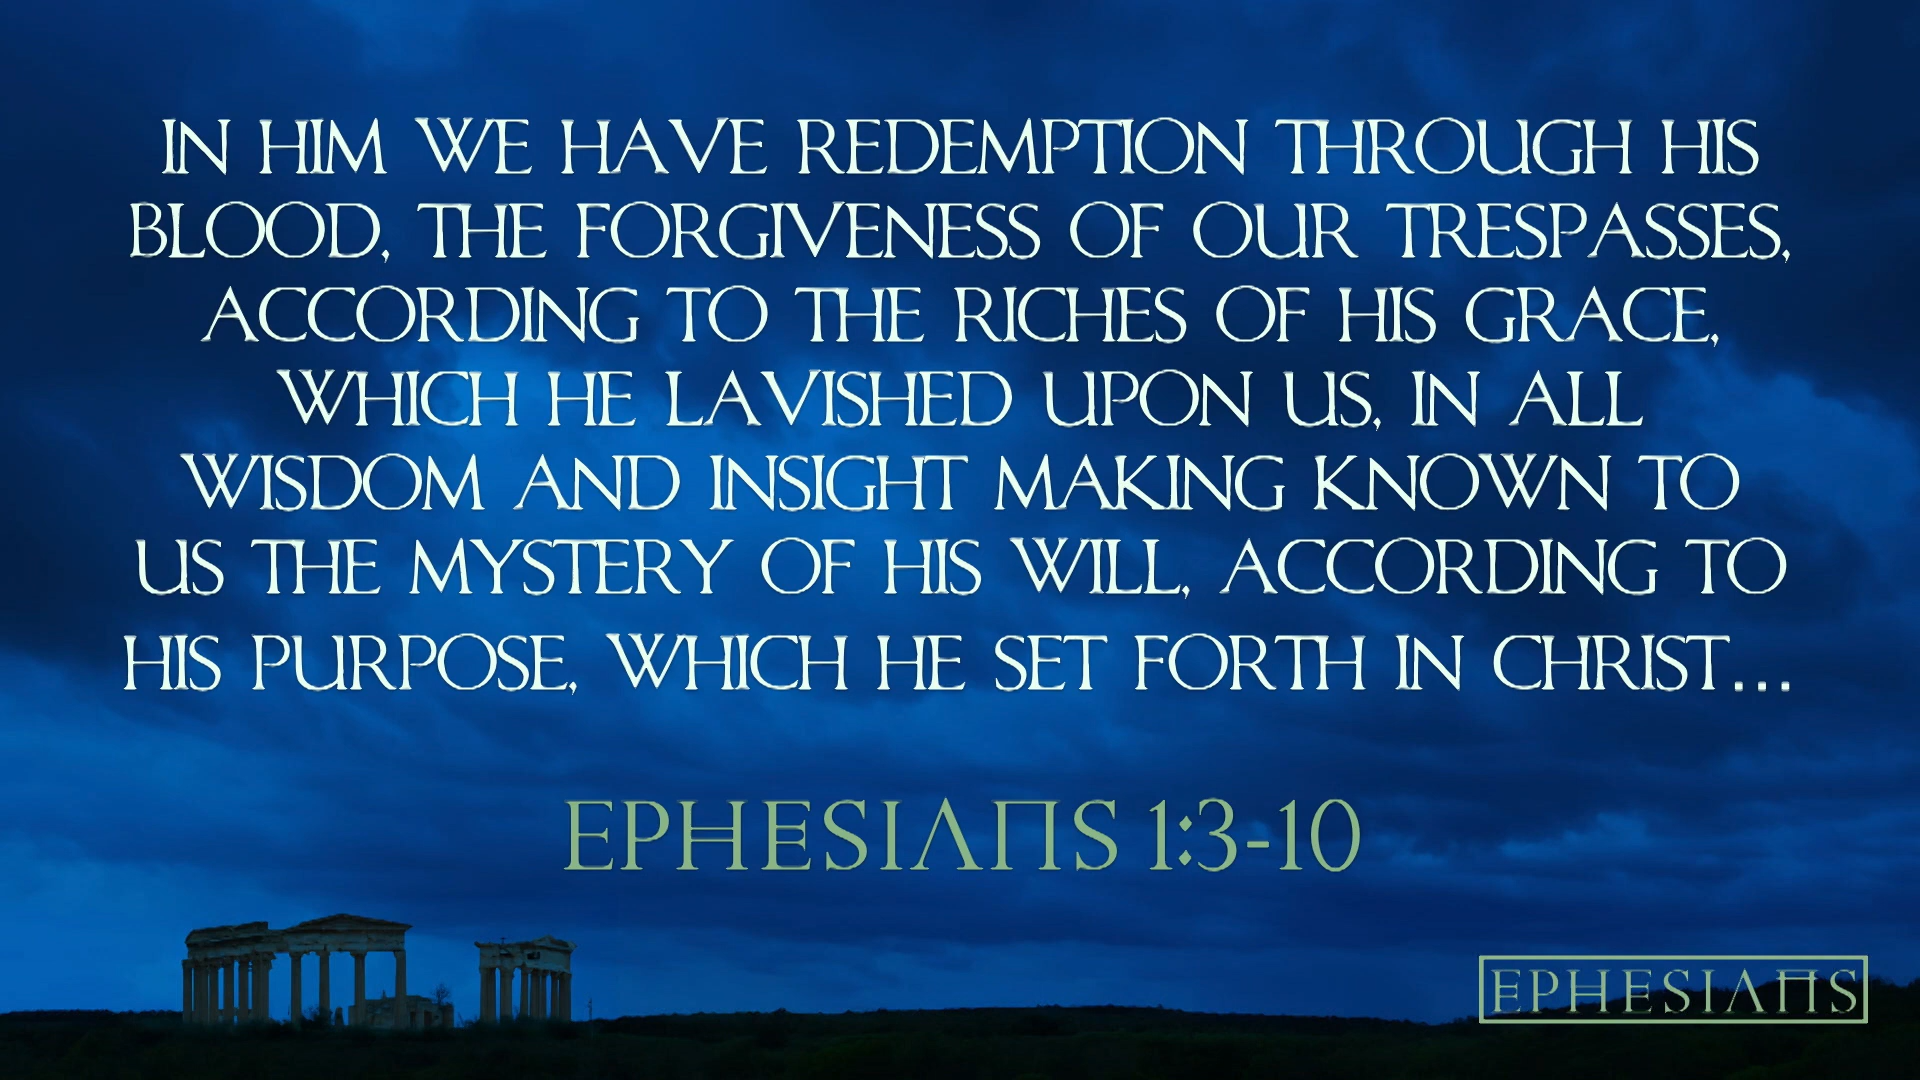 IN HIM WE HAVE REDEMPTION THROUGH HIS
BLOOD, THE FORGIVENESS OF OUR TRESPASSES,
ACCORDING TO THE RICHES OF HIS GRACE,
WHICH HE LAVISHED UPON US, IN ALL
WISDOM AND INSIGHT MAKING KNOWN TO
US THE MYSTERY OF HIS WILL, ACCORDING TO
HIS PURPOSE, WHICH HE SET FORTH IN CHRIST...
EPHESIANS 1:3-10
EPHESIANS